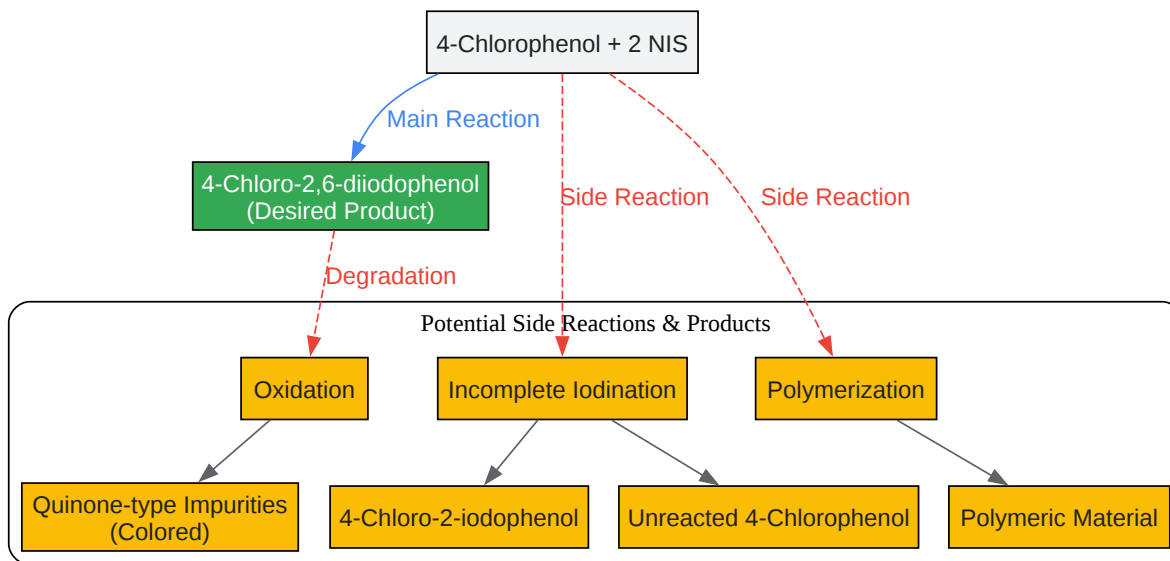 4-Chlorophenol + 2 NIS
Main Reaction
4-Chloro-2,6-diiodophenol
(Desired Product)
Side Reaction
Side Reaction
Degradation
Potential Side Reactions & Products
Oxidation
Incomplete Iodination
Polymerization
Quinone-type Impurities
(Colored)
4-Chloro-2-iodophenol
Unreacted 4-Chlorophenol
Polymeric Material